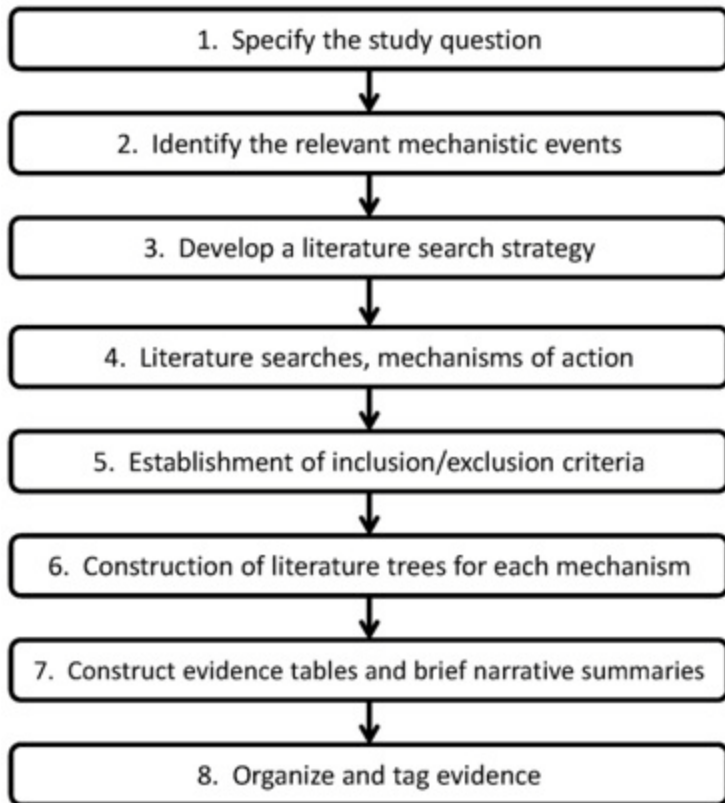 1. Specify the study question
2. Identify the relevant mechanistic events
3. Develop a literature search strategy
4. Literature searches, mechanisms of action
5. Establishment of inclusion/exclusion criteria
6. Construction of literature trees for each mechanism
7. Construct evidence tables and brief narrative summaries
8. Organize and tag evidence